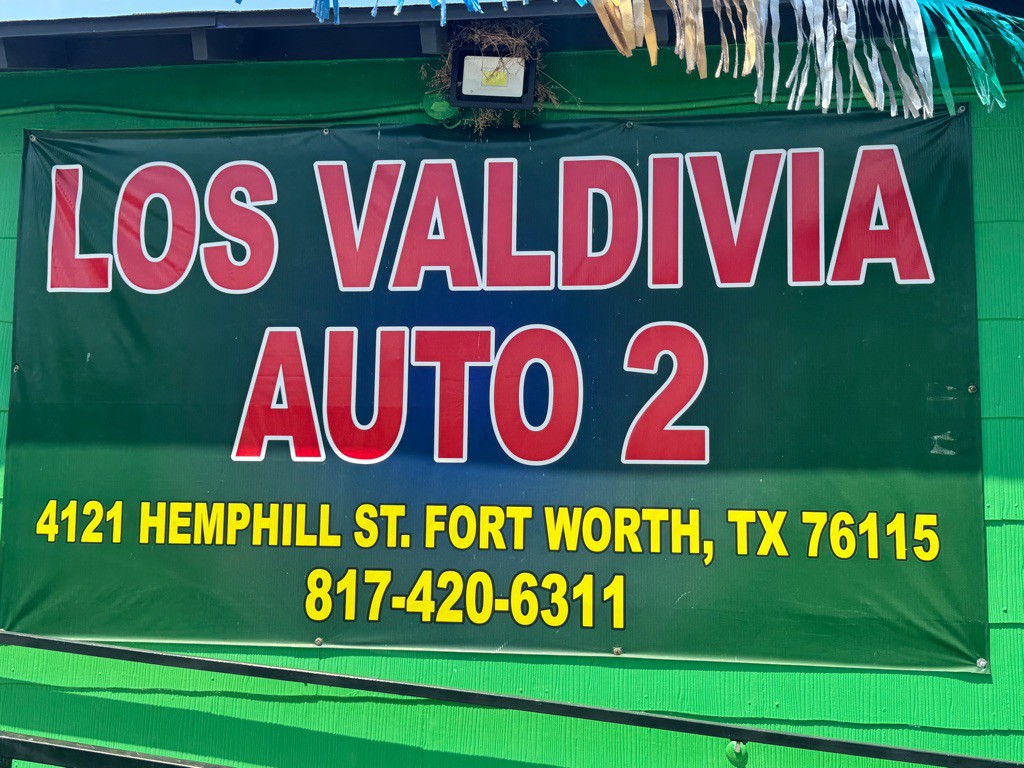 LOS VALDIVIA
AUTO 2
4121 HEMPHILL ST. FORT WORTH, TX 76115
817-420-6311